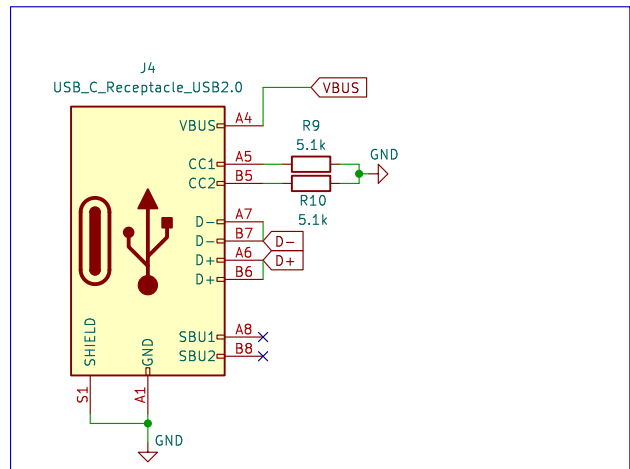 J4
USB_C_Receptacle_USB2.0
VBUS
A4
VBUS
R9
5.1k
CC1
A5
GND
CC2
B5
R10
5.1k
D-
A7
D-
B7
D-
D+
A6
D+
D+
B6
SBU1
A8
SBU2
B8
SHIELD
GND
S1
A1
GND